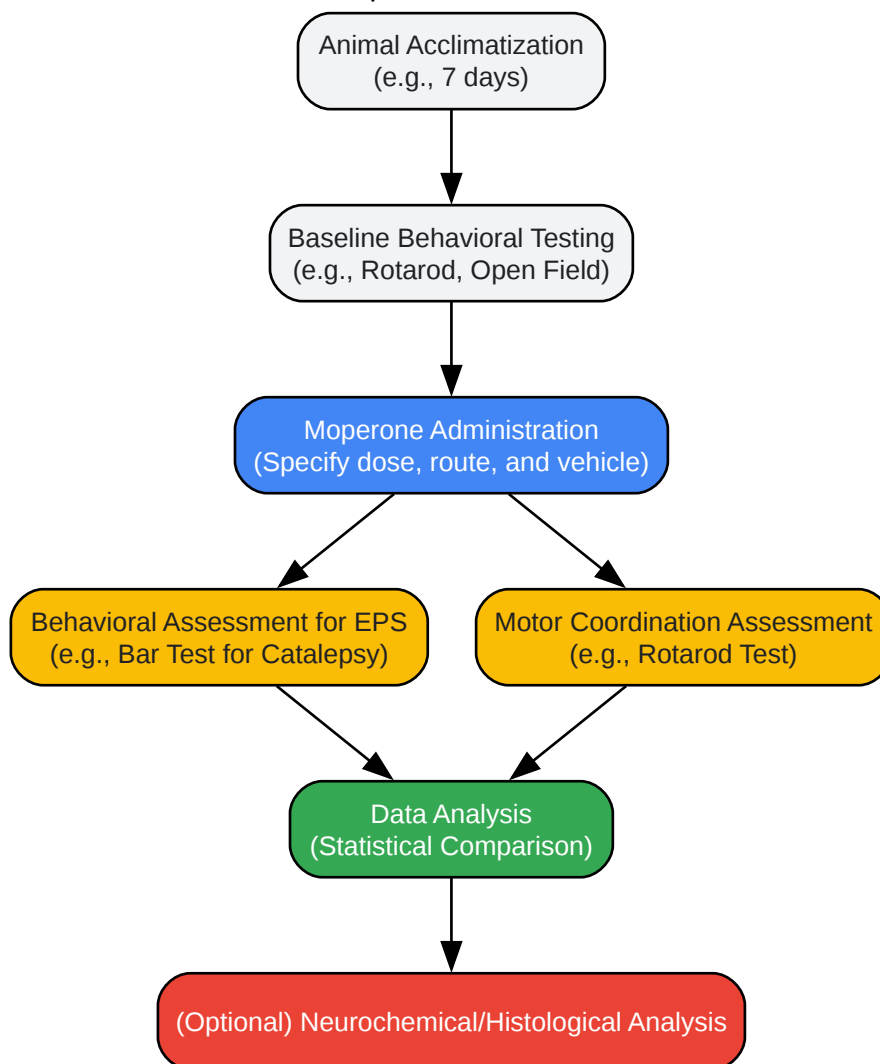 Animal Acclimatization
(e.g., 7 days)
Baseline Behavioral Testing
(e.g., Rotarod, Open Field)
Moperone Administration
(Specify dose, route, and vehicle)
Behavioral Assessment for EPS
(e.g., Bar Test for Catalepsy)
Motor Coordination Assessment
(e.g., Rotarod Test)
Data Analysis
(Statistical Comparison)
(Optional) Neurochemical/Histological Analysis